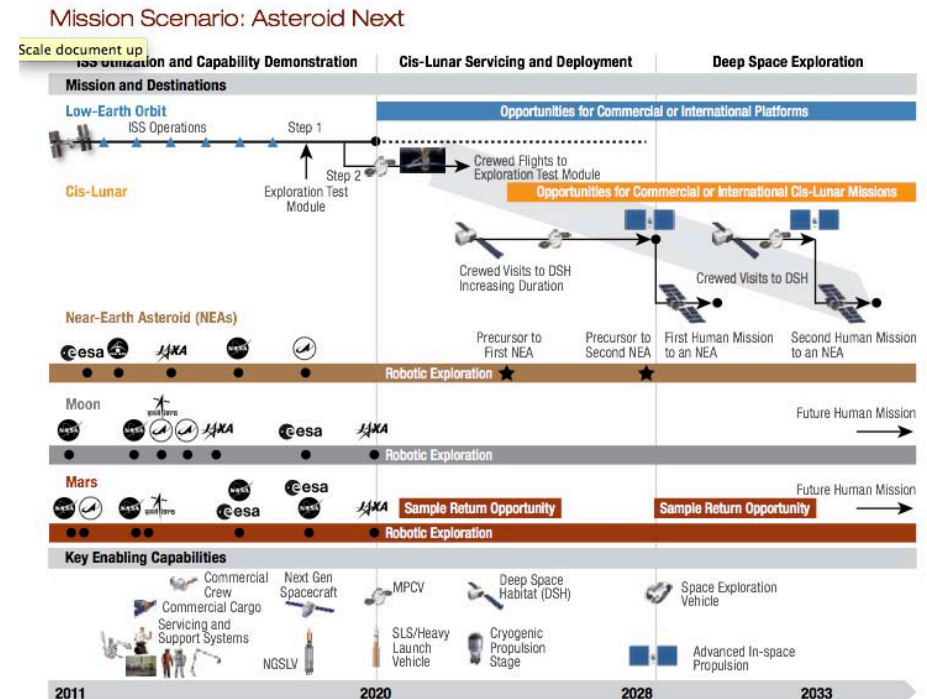 Mission Scenario: Asteroid Next
Scale document up
ISS Utilization and Capability Demonstration
Cis-Lunar Servicing and Deployment
Deep Space Exploration
Mission and Destinations
Low-Earth Orbit
Opportunities for Commercial or International Platforms
ISS Operations
Step 1
Step 2
Crewed Flights to
Exploration Test Module
Exploration Test
Module
Cis-Lunar
Opportunities for Commercial or International Cis-Lunar Missions
Crewed Visits to DSH
Increasing Duration
Crewed Visits to DSH
Near-Earth Asteroid (NEAs)
Precursor to
First NEA
Precursor to
Second NEA
First Human Mission
to an NEA
Second Human Mission
to an NEA
esa
JAXA
NASA
Robotic Exploration
Moon
Future Human Mission
NASA
NASA
JAXA
esa
JAXA
Robotic Exploration
Mars
Future Human Mission
NASA
NASA
NASA
esa
esa
NASA
JAXA
Sample Return Opportunity
Sample Return Opportunity
Robotic Exploration
Key Enabling Capabilities
Commercial
Crew
Commercial Cargo
Servicing and
Support Systems
Next Gen
Spacecraft
NGSLV
MPCV
SLS/Heavy
Launch
Vehicle
Deep Space
Habitat (DSH)
Cryogenic
Propulsion
Stage
Space Exploration
Vehicle
Advanced In-space
Propulsion
2011
2020
2028
2033